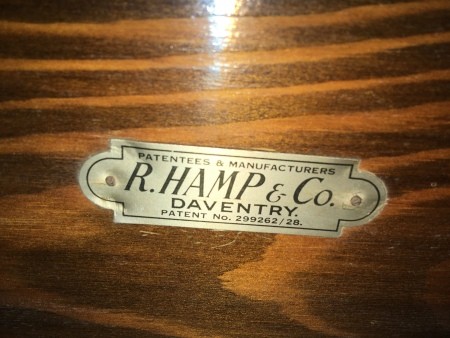 PATENTEES & MANUFACTURERS
R. HAMP & Co.
DAVENTRY.
PATENT No. 299262/28.